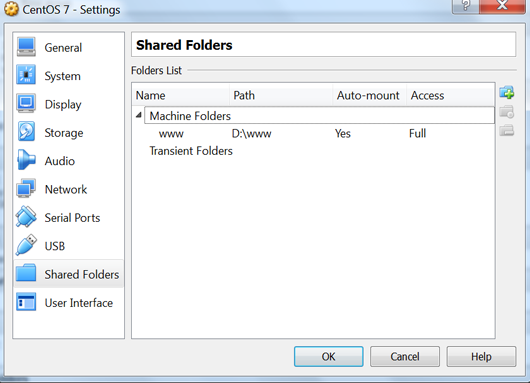 CentOS 7 - Settings
General
System
Display
Storage
Audio
Network
Serial Ports
USB
Shared Folders
User Interface
Shared Folders
Folders List
Name Path Auto-mount Access
Machine Folders
www D:\www Yes Full
Transient Folders
OK Cancel Help